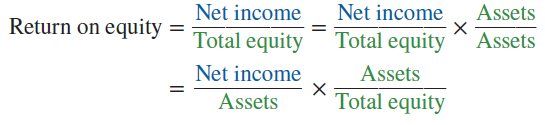 Return on equity = Net income / Total equity = Net income / Total equity × Assets / Assets
= Net income / Assets × Assets / Total equity